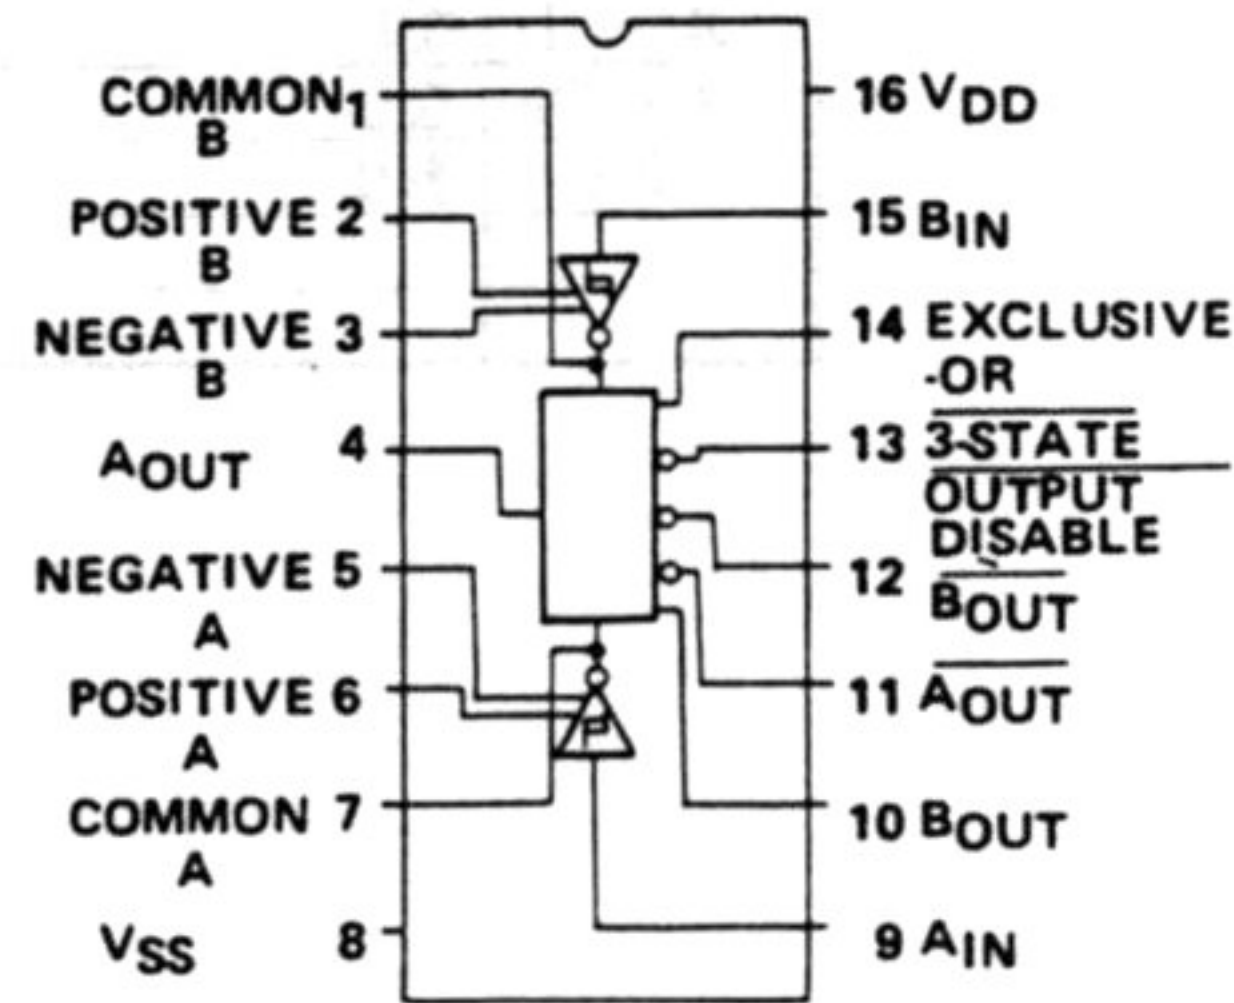 COMMON 1
B
POSITIVE 2
B
NEGATIVE 3
B
AOUT 4
NEGATIVE 5
A
POSITIVE 6
A
COMMON 7
A
VSS 8
16 VDD
15 BIN
14 EXCLUSIVE
-OR
13 3-STATE
OUTPUT
DISABLE
12 BOUT
11 AOUT
10 BOUT
9 AIN